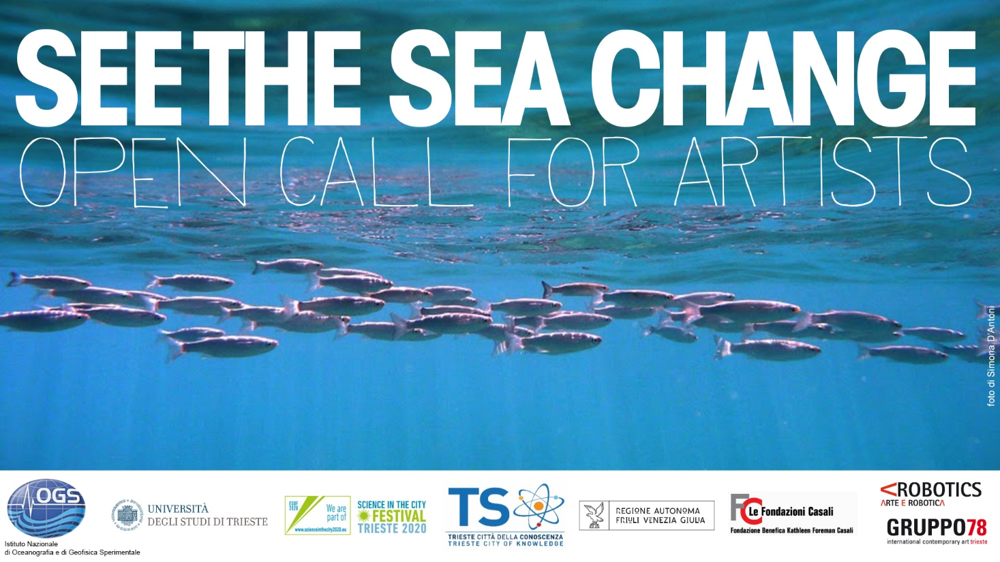 SEE THE SEA CHANGE
OPEN CALL FOR ARTISTS
foto di Simona D'Antoni
OGS
Istituto Nazionale
di Oceanografia e di Geofisica Sperimentale
UNIVERSITÀ
DEGLI STUDI DI TRIESTE
ESOF
2020
We are
part of
www.scienceinthecity2020.eu
SCIENCE IN THE CITY
FESTIVAL
TRIESTE 2020
TS
TRIESTE CITTÀ DELLA CONOSCENZA
TRIESTE CITY OF KNOWLEDGE
REGIONE AUTONOMA
FRIULI VENEZIA GIULIA
FC
Le Fondazioni Casali
Fondazione Benefica Kathleen Foreman Casali
ROBOTICS
ARTE E ROBOTICA
GRUPPO78
international contemporary art trieste